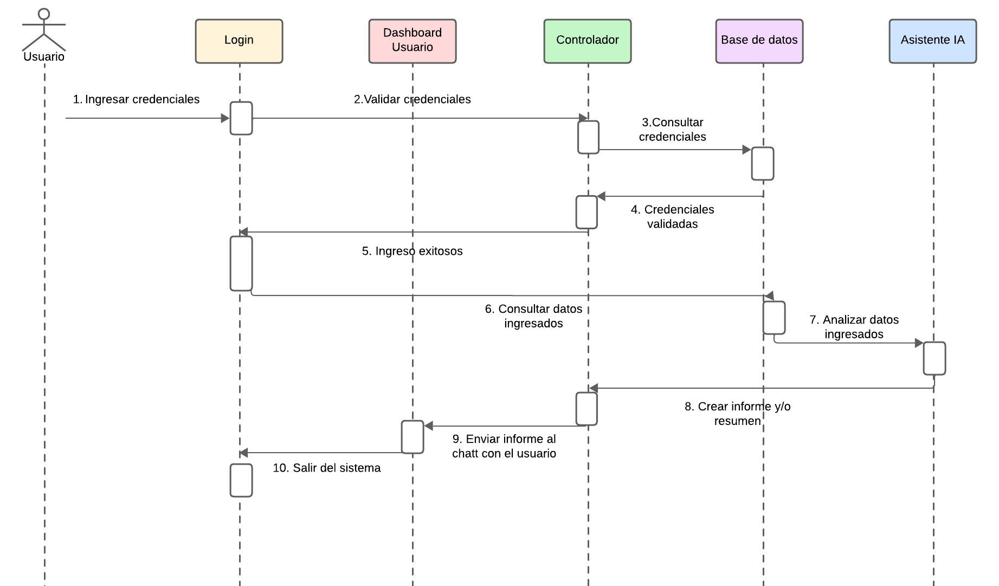 Usuario
Login
Dashboard
Usuario
Controlador
Base de datos
Asistente IA
1. Ingresar credenciales
2.Validar credenciales
3.Consultar
credenciales
4. Credenciales
validadas
5. Ingreso exitosos
6. Consultar datos
ingresados
7. Analizar datos
ingresados
8. Crear informe y/o
resumen
9. Enviar informe al
chatt con el usuario
10. Salir del sistema